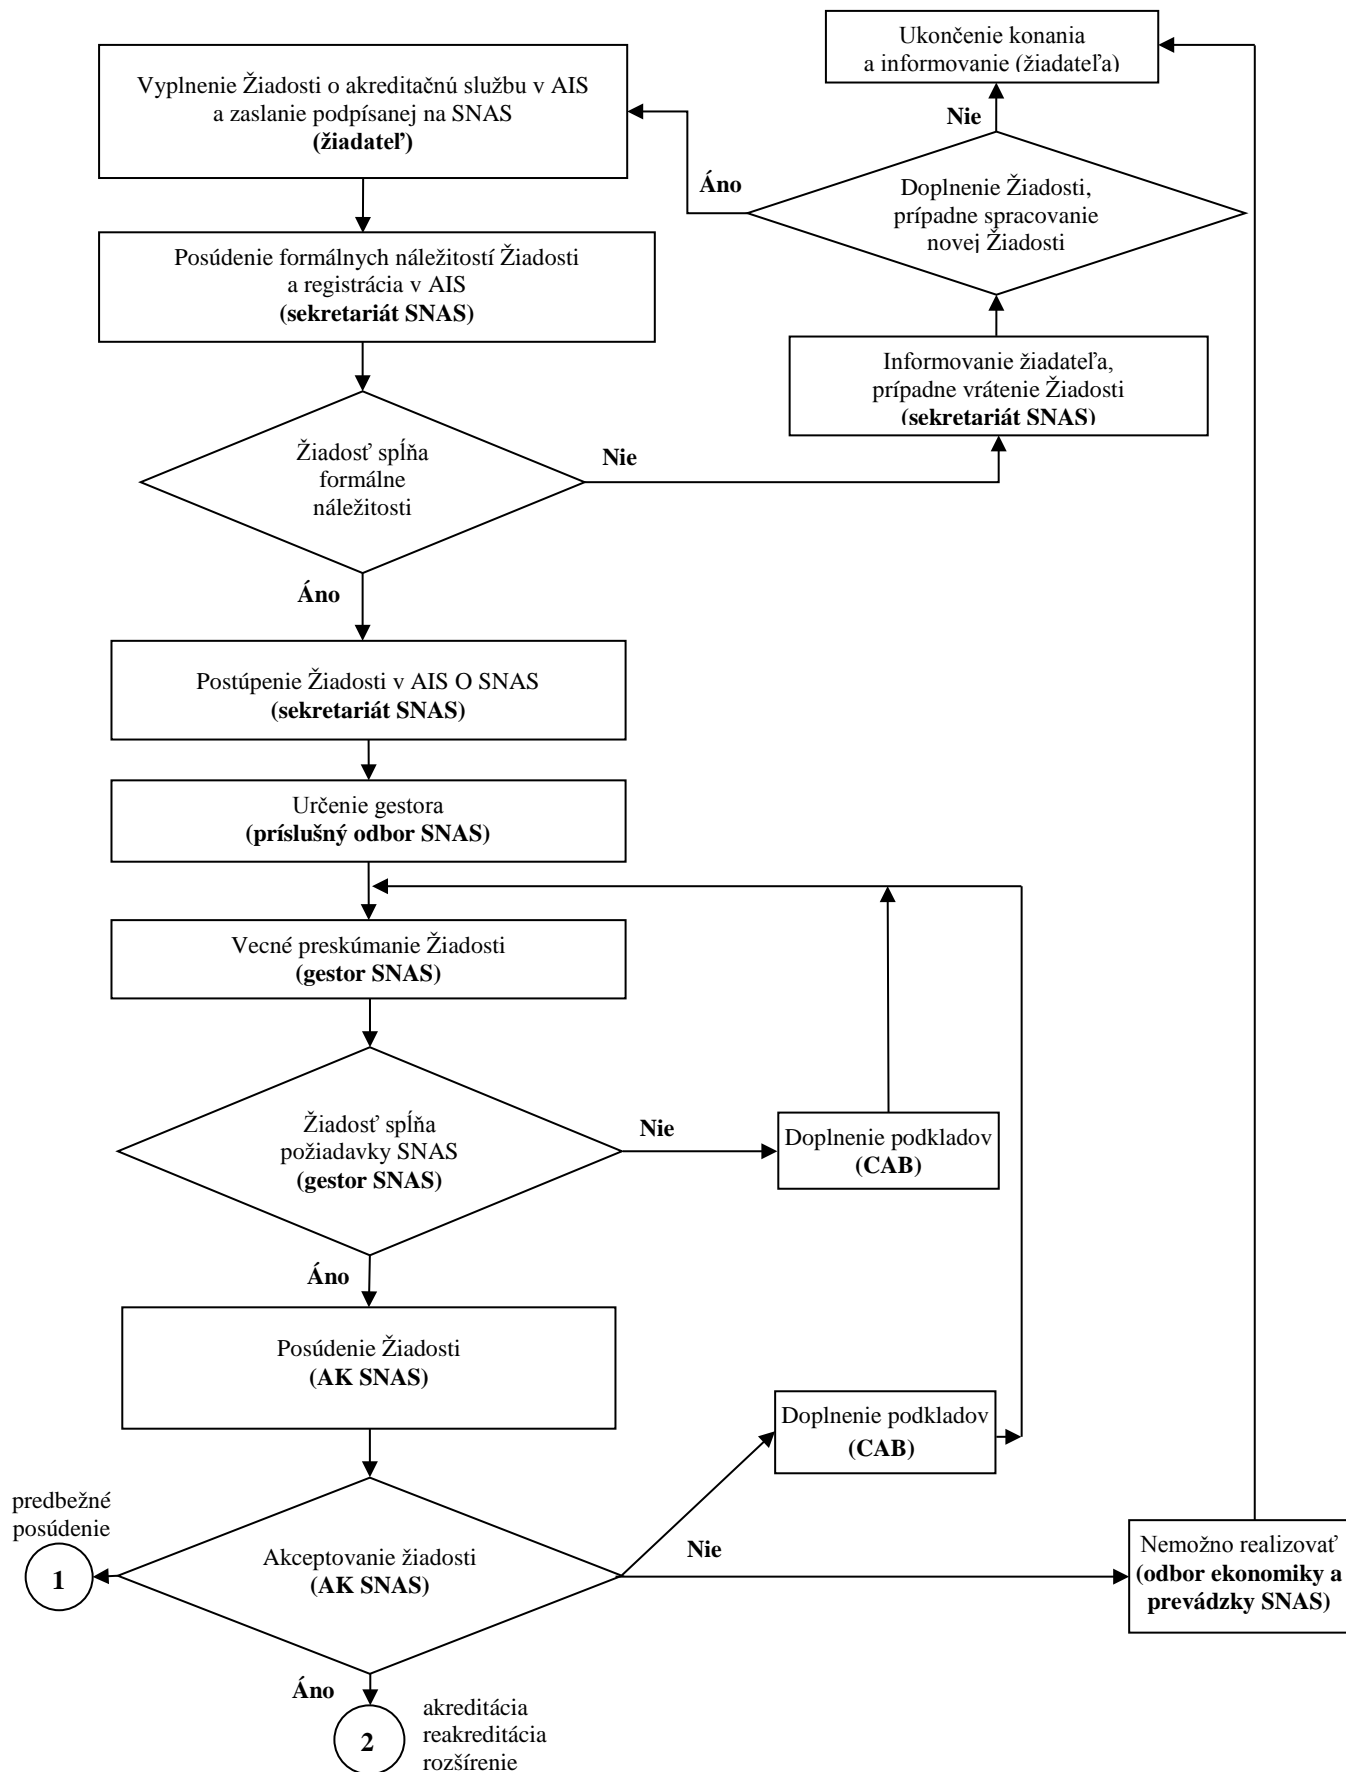 Ukončenie konania
a informovanie (žiadateľa)
Vyplnenie Žiadosti o akreditačnú službu v AIS
a zaslanie podpísanej na SNAS
(žiadateľ)
Nie
Áno
Doplnenie Žiadosti,
prípadne spracovanie
novej Žiadosti
Posúdenie formálnych náležitostí Žiadosti
a registrácia v AIS
(sekretariát SNAS)
Informovanie žiadateľa,
prípadne vrátenie Žiadosti
(sekretariát SNAS)
Žiadosť spĺňa
formálne
náležitosti
Nie
Áno
Postúpenie Žiadosti v AIS O SNAS
(sekretariát SNAS)
Určenie gestora
(príslušný odbor SNAS)
Vecné preskúmanie Žiadosti
(gestor SNAS)
Žiadosť spĺňa
požiadavky SNAS
(gestor SNAS)
Nie
Doplnenie podkladov
(CAB)
Áno
Posúdenie Žiadosti
(AK SNAS)
Doplnenie podkladov
(CAB)
predbežné
posúdenie
1
Akceptovanie žiadosti
(AK SNAS)
Nie
Nemožno realizovať
(odbor ekonomiky a
prevádzky SNAS)
Áno
2
akreditácia
reakreditácia
rozšírenie